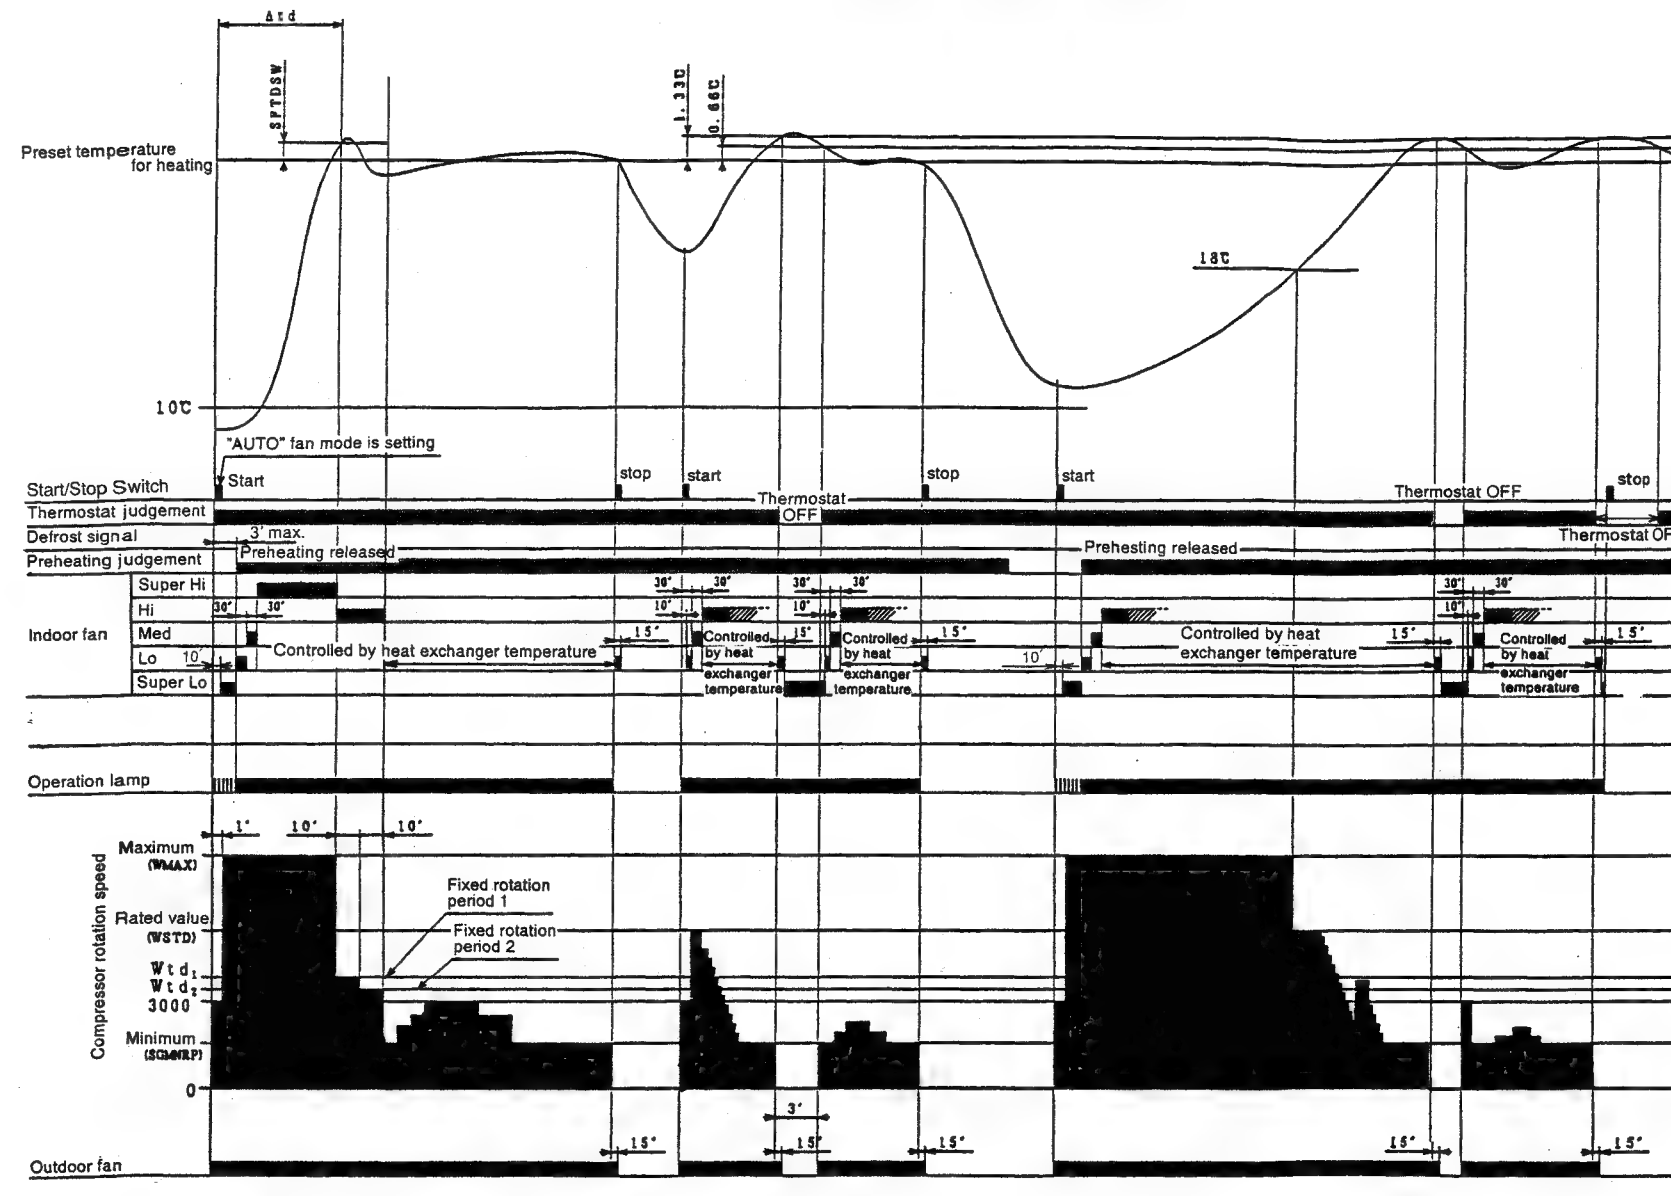 Δtd
SFTDSW
1.33℃
0.66℃
Preset temperature
for heating
18℃
10℃
"AUTO" fan mode is setting
Start
stop
start
stop
start
stop
Start/Stop Switch
Thermostat
OFF
Thermostat OFF
Thermostat judgement
Defrost signal
3' max.
Thermostat OF
Preheating released
Prehesting released
Preheating judgement
Super Hi
30' 30' 30' 30' 30' 30'
Hi
30' 30'
10' 10' 10'
Indoor fan
Med
15" 15" 15" 15" 15"
Controlled by heat exchanger temperature
Controlled
by heat
exchanger
temperature
Controlled
by heat
exchanger
temperature
Controlled by heat
exchanger temperature
Controlled
by heat
exchanger
temperature
Lo
10' 10'
Super Lo
Operation lamp
1' 10' 10'
Compressor rotation speed
Maximum
(WMAX)
Fixed rotation
period 1
Rated value
(WSTD)
Fixed rotation
period 2
Wtd₁
Wtd₂
3000
Minimum
(SGMNRP)
0
3'
15" 15" 15" 15" 15"
Outdoor fan